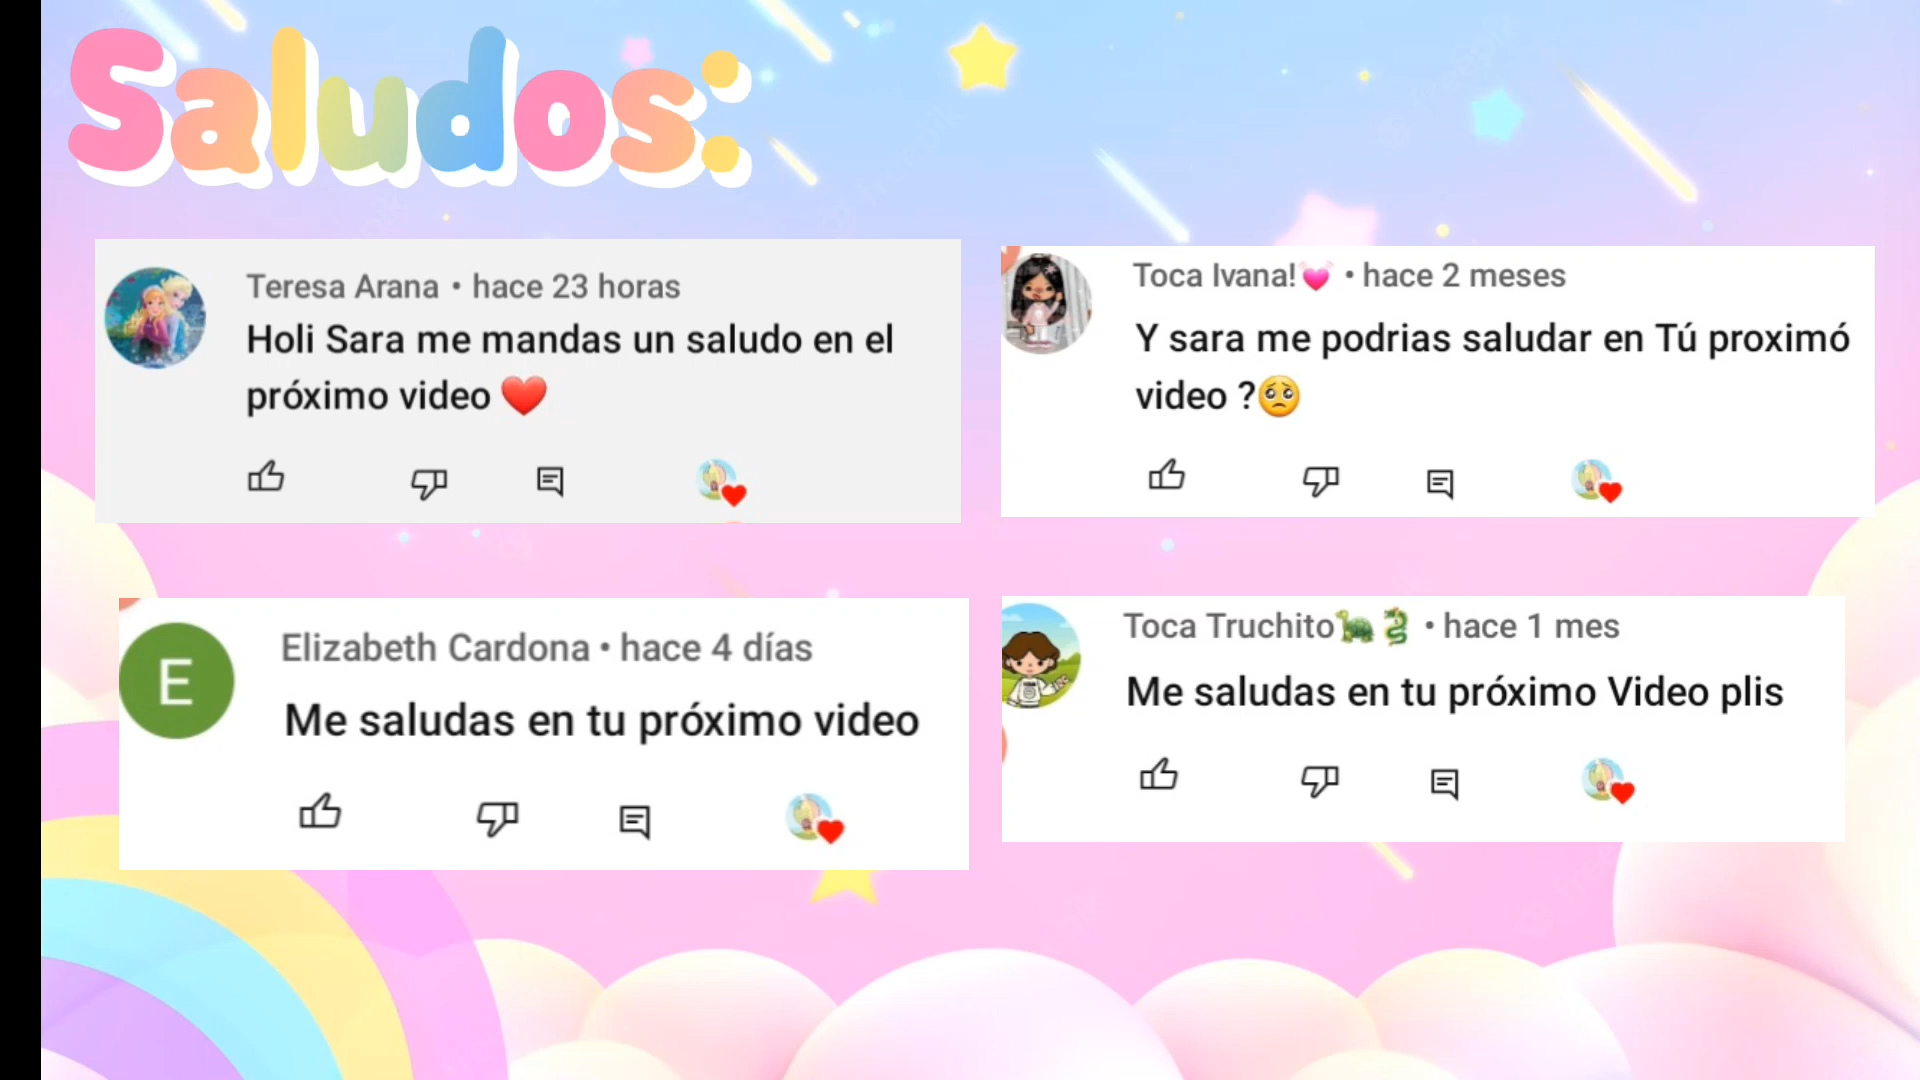 Saludos:
Teresa Arana • hace 23 horas
Holi Sara me mandas un saludo en el
próximo video ❤️
Toca Ivana!💓 • hace 2 meses
Y sara me podrias saludar en Tú proximó
video ?🥺
E
Elizabeth Cardona • hace 4 días
Me saludas en tu próximo video
Toca Truchito🐢🐉 • hace 1 mes
Me saludas en tu próximo Video plis